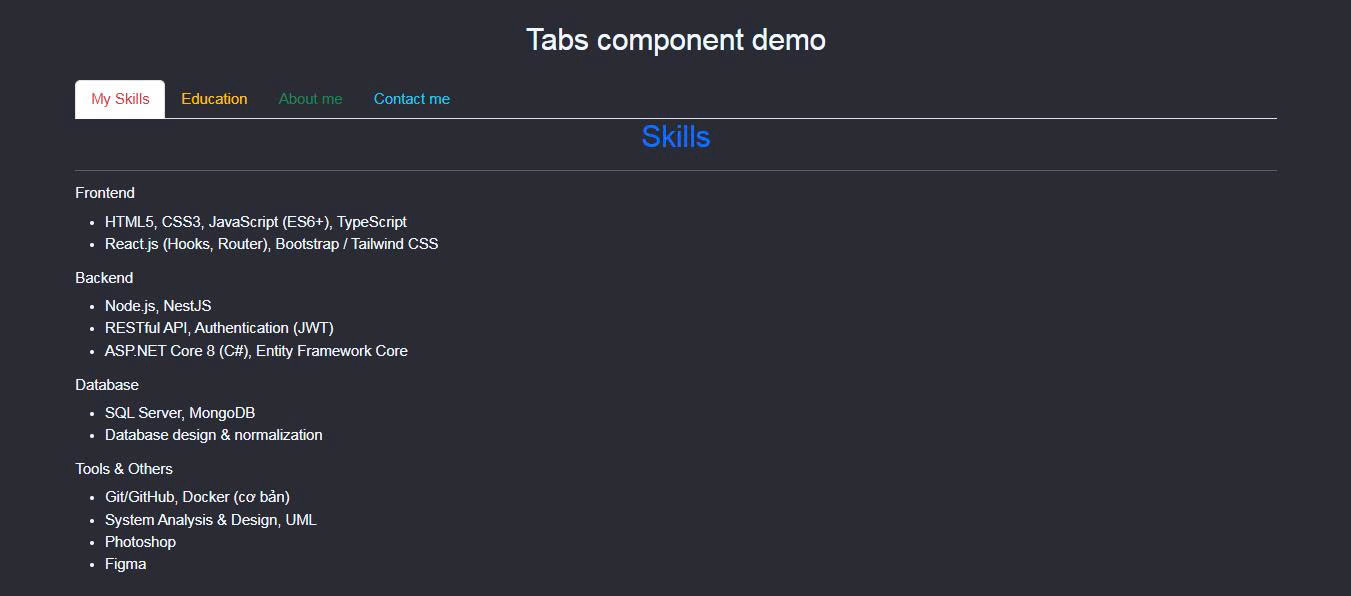 Tabs component demo
My Skills Education About me Contact me
Skills
Frontend
• HTML5, CSS3, JavaScript (ES6+), TypeScript
• React.js (Hooks, Router), Bootstrap / Tailwind CSS
Backend
• Node.js, NestJS
• RESTful API, Authentication (JWT)
• ASP.NET Core 8 (C#), Entity Framework Core
Database
• SQL Server, MongoDB
• Database design & normalization
Tools & Others
• Git/GitHub, Docker (cơ bản)
• System Analysis & Design, UML
• Photoshop
• Figma